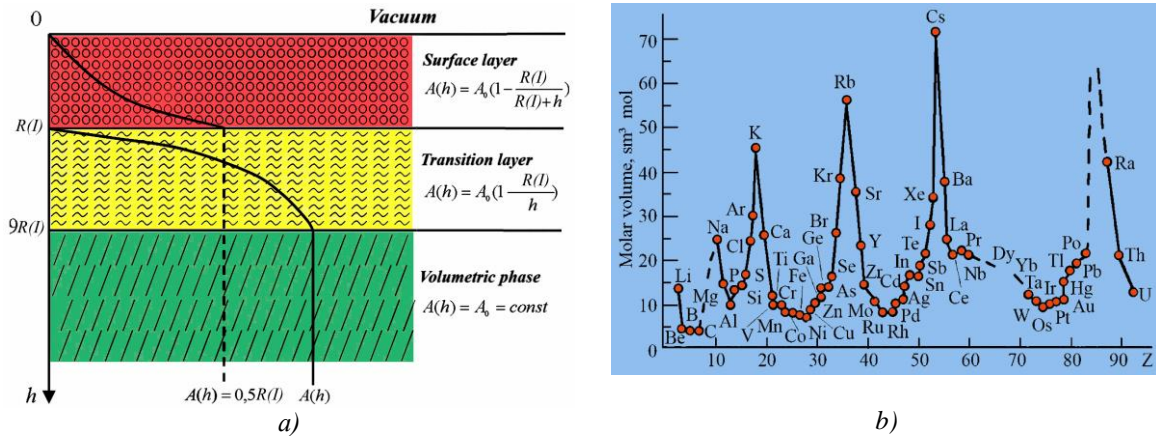 0
Vacuum
Surface layer
A(h) = A₀(1- R(I) / R(I)+h)
R(I)
Transition layer
A(h) = A₀(1- R(I) / h)
9R(I)
Volumetric phase
A(h) = A₀ = const
h
A(h) = 0,5R(I)
A(h)
a)
Molar volume, sm³ mol
70
60
50
40
30
20
10
0
10
20
30
40
50
60
70
80
90
Z
Li
Be
B
C
Na
Mg
Al
Si
P
S
Cl
Ar
K
Ca
Ti
V
Cr
Mn
Fe
Co
Ni
Cu
Zn
Ga
Ge
As
Se
Br
Kr
Rb
Sr
Y
Zr
Mo
Ru
Rh
Pd
Ag
Cd
In
Sn
Sb
Te
I
Xe
Cs
Ba
La
Ce
Pr
Nb
Dy
Yb
Ta
W
Os
Ir
Pt
Au
Hg
Tl
Pb
Po
Ra
Th
U
b)